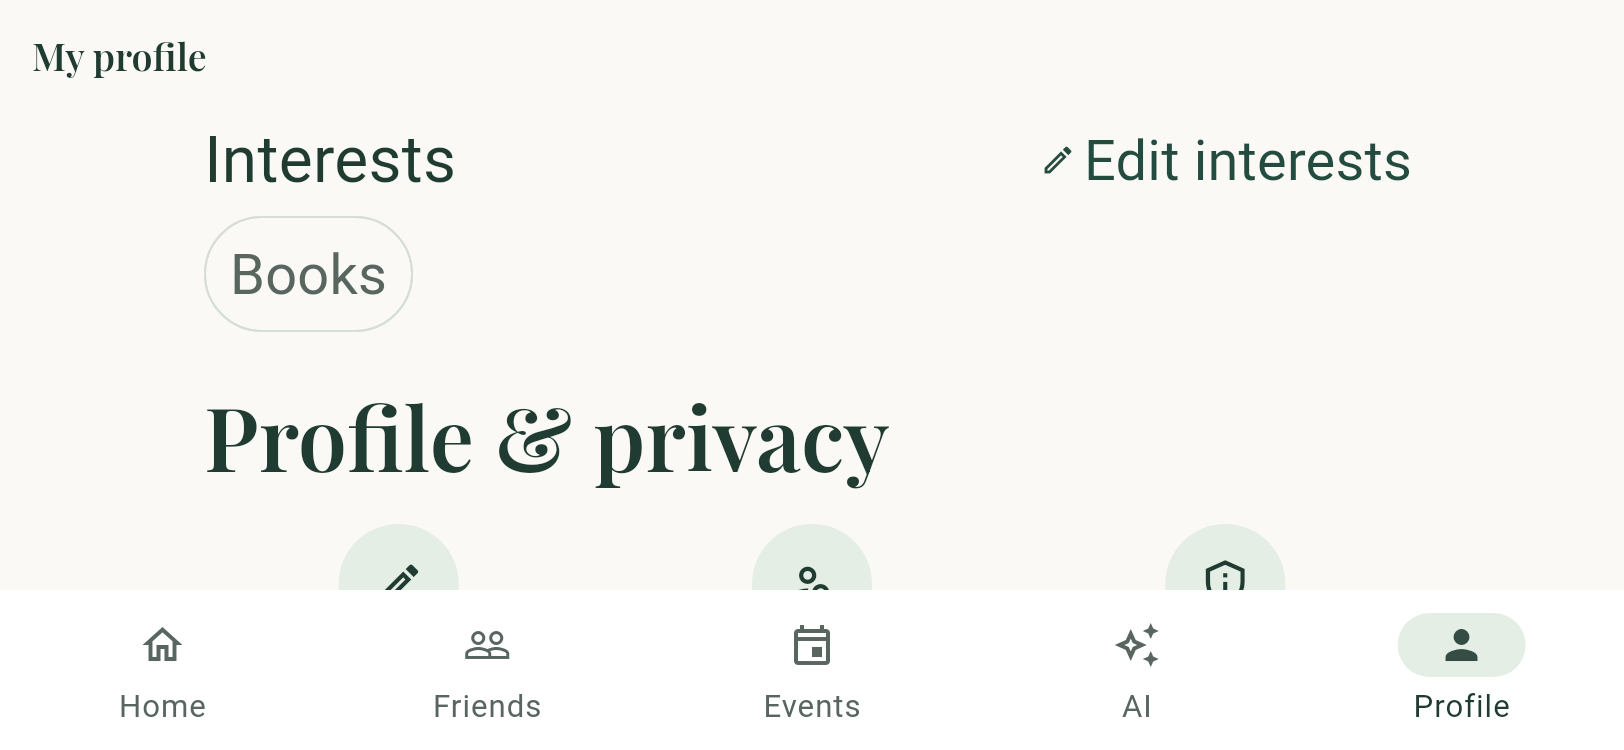 My profile
Interests
Edit interests
Books
Profile & privacy
Home
Friends
Events
AI
Profile